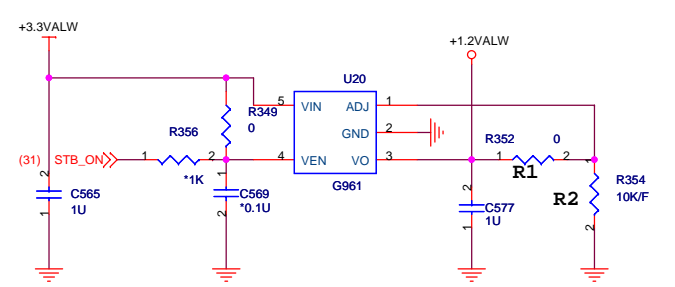 +3.3VALW
+1.2VALW
U20
5 VIN ADJ 1
R349
0
GND 2
R356
R352 0
(31) STB_ON 1 2 4 VEN VO 3 1 2 1
R1
*1K
G961
R354
10K/F
R2
2
C565
1U
1
1
C569
*0.1U
2
2
C577
1U
1
2